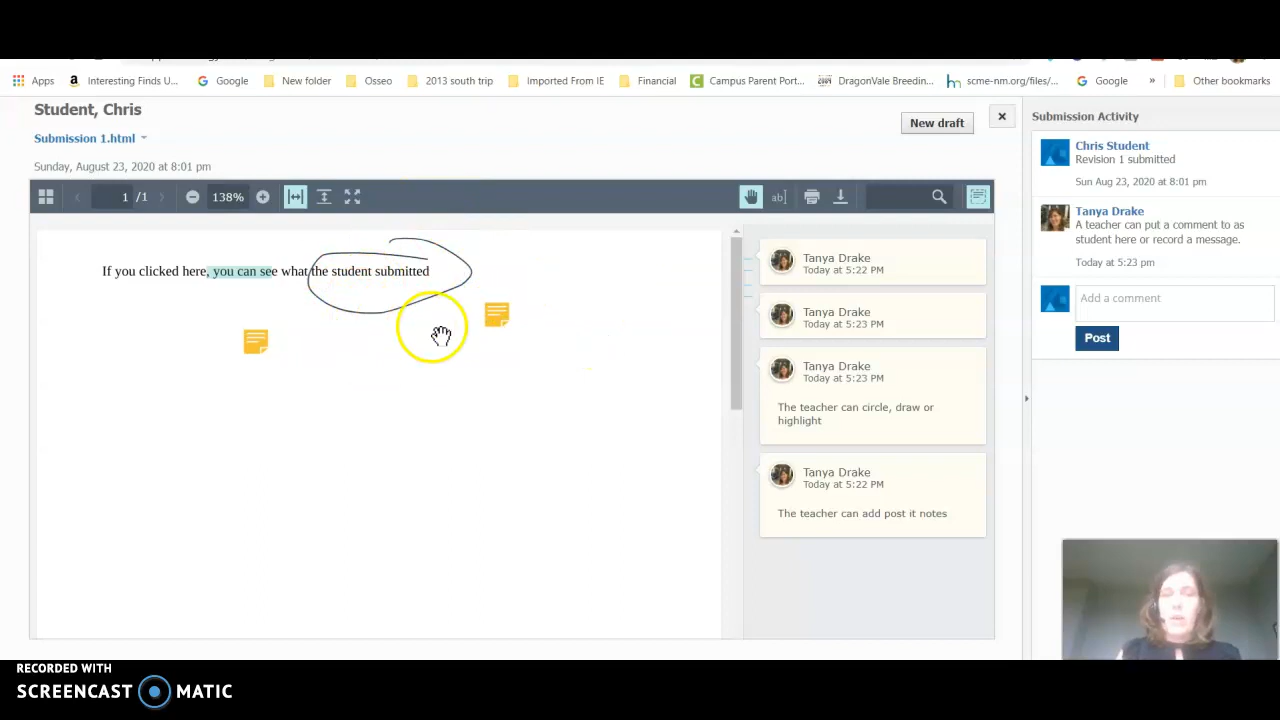 Apps
Interesting Finds U...
Google
New folder
Osseo
2013 south trip
Imported From IE
Financial
Campus Parent Port...
DragonVale Breedin...
scme-nm.org/files/...
Google
»
Other bookmarks
Student, Chris
Submission 1.html
Sunday, August 23, 2020 at 8:01 pm
New draft
1 /1
138%
ab
If you clicked here, you can see what the student submitted
Tanya Drake
Today at 5:22 PM
Tanya Drake
Today at 5:23 PM
Tanya Drake
Today at 5:23 PM
The teacher can circle, draw or
highlight
Tanya Drake
Today at 5:22 PM
The teacher can add post it notes
Submission Activity
Chris Student
Revision 1 submitted
Sun Aug 23, 2020 at 8:01 pm
Tanya Drake
A teacher can put a comment to as
student here or record a message.
Today at 5:23 pm
Add a comment
Post
RECORDED WITH
SCREENCAST MATIC